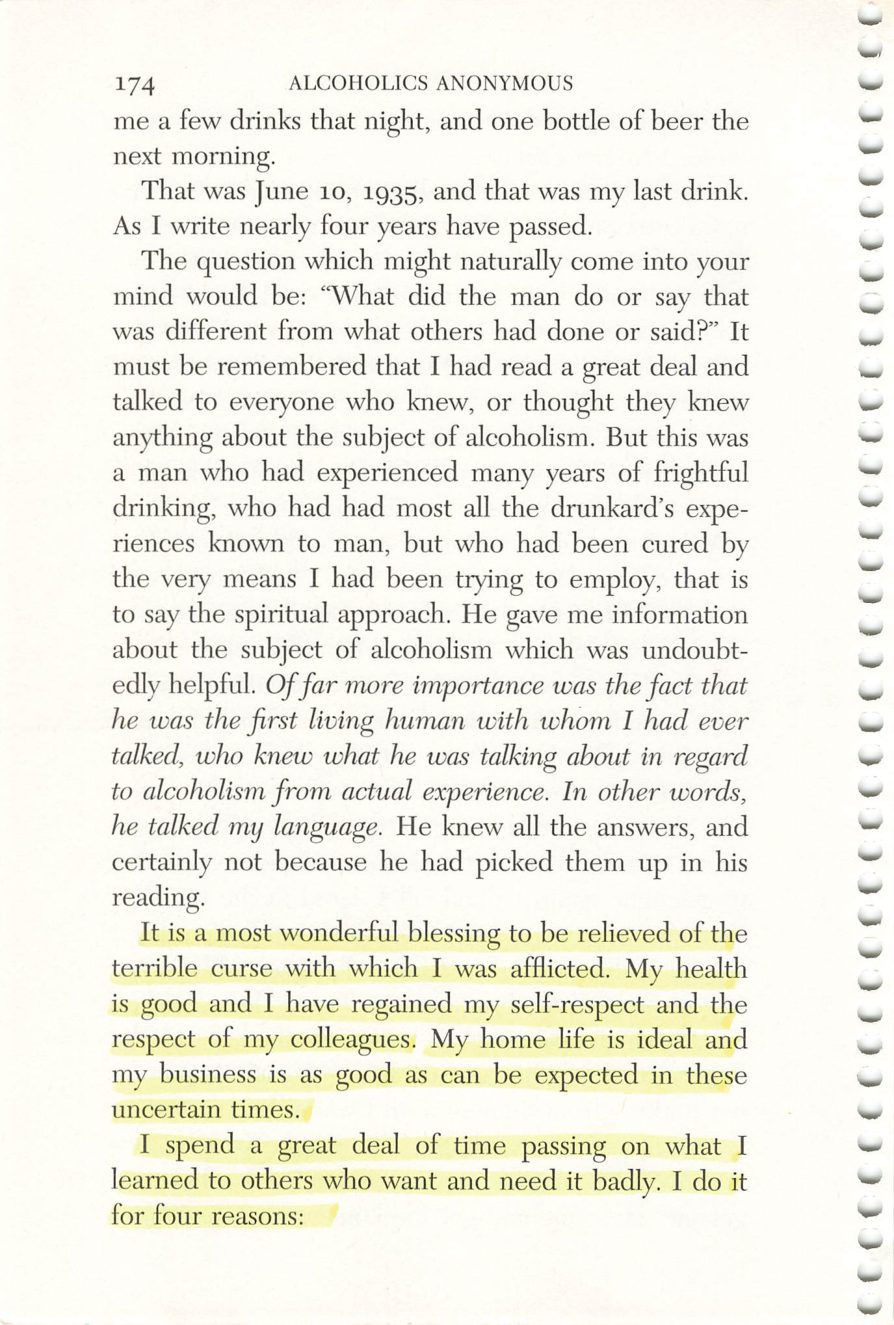 174 ALCOHOLICS ANONYMOUS
me a few drinks that night, and one bottle of beer the
next morning.
That was June 10, 1935, and that was my last drink.
As I write nearly four years have passed.
The question which might naturally come into your
mind would be: “What did the man do or say that
was different from what others had done or said?” It
must be remembered that I had read a great deal and
talked to everyone who knew, or thought they knew
anything about the subject of alcoholism. But this was
a man who had experienced many years of frightful
drinking, who had had most all the drunkard’s expe-
riences known to man, but who had been cured by
the very means I had been trying to employ, that is
to say the spiritual approach. He gave me information
about the subject of alcoholism which was undoubt-
edly helpful. Of far more importance was the fact that
he was the first living human with whom I had ever
talked, who knew what he was talking about in regard
to alcoholism from actual experience. In other words,
he talked my language. He knew all the answers, and
certainly not because he had picked them up in his
reading.
It is a most wonderful blessing to be relieved of the
terrible curse with which I was afflicted. My health
is good and I have regained my self-respect and the
respect of my colleagues. My home life is ideal and
my business is as good as can be expected in these
uncertain times.
I spend a great deal of time passing on what I
learned to others who want and need it badly. I do it
for four reasons: